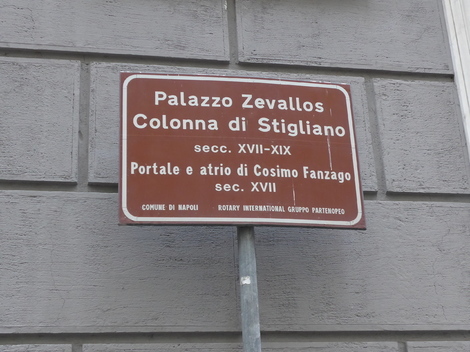 Palazzo Zevallos
Colonna di Stigliano
secc. XVII-XIX
Portale e atrio di Cosimo Fanzago
sec. XVII
COMUNE DI NAPOLI ROTARY INTERNATIONAL GRUPPO PARTENOPEO